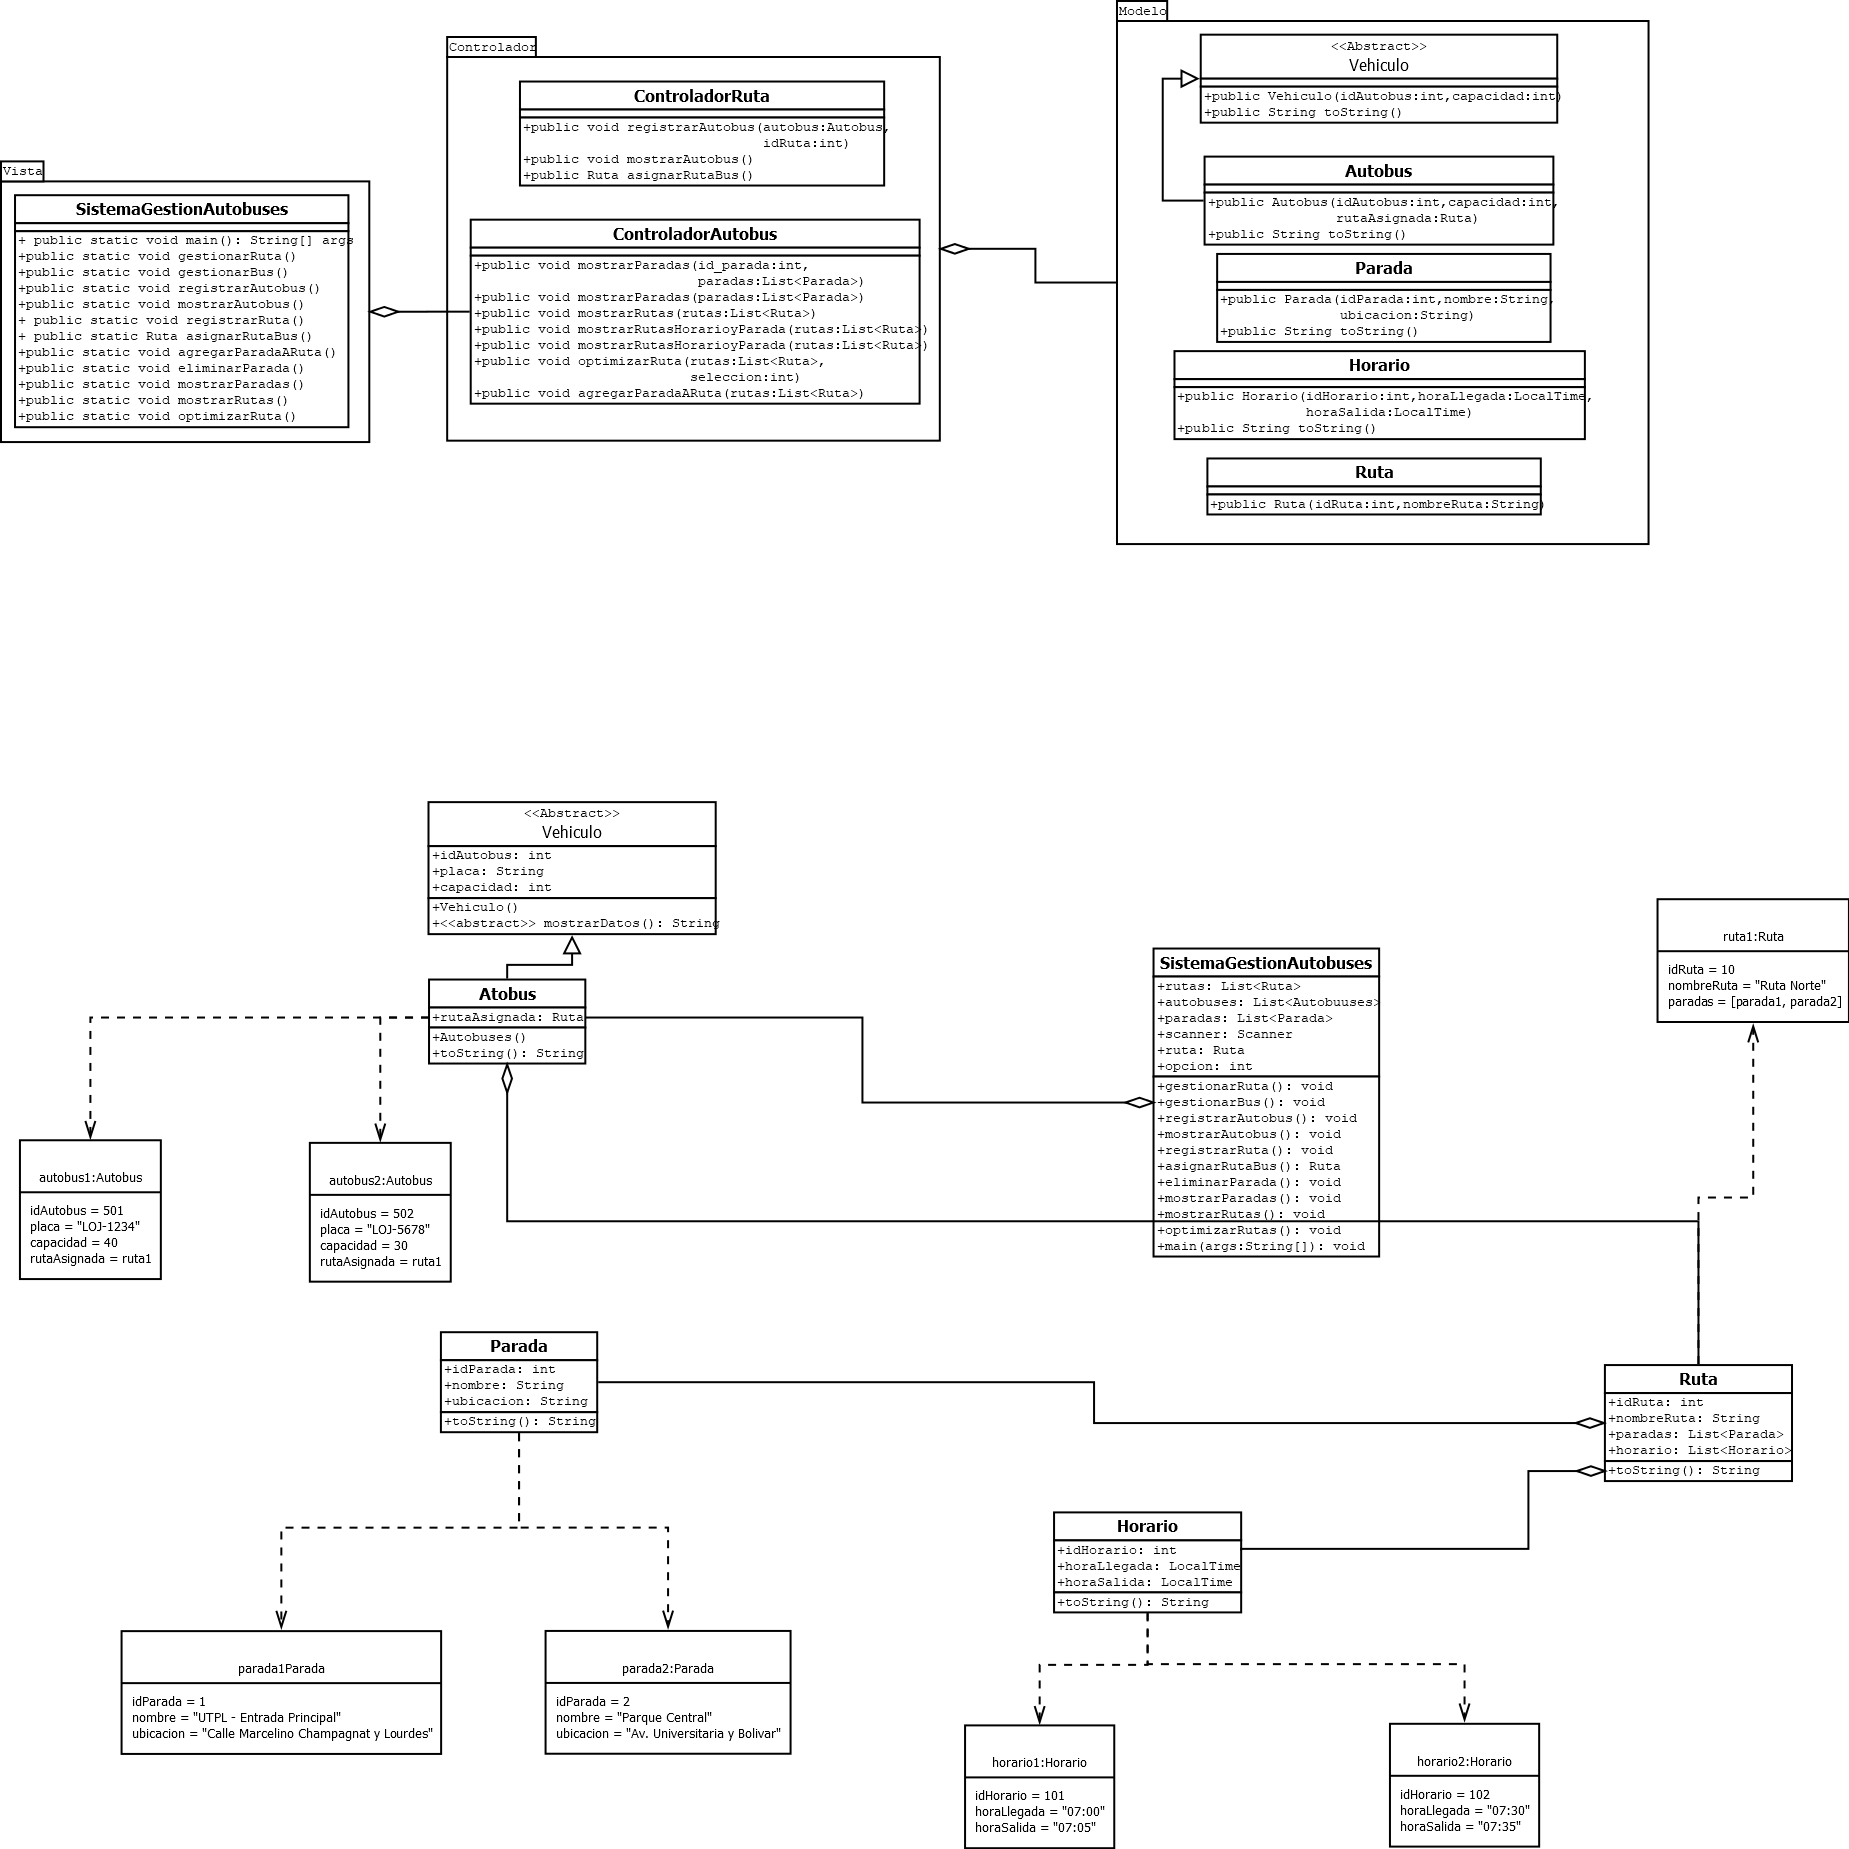 Vista
SistemaGestionAutobuses
+ public static void main(): String[] args
+public static void gestionarRuta()
+public static void gestionarBus()
+public static void registrarAutobus()
+public static void mostrarAutobus()
+ public static void registrarRuta()
+ public static Ruta asignarRutaBus()
+public static void agregarParadaARuta()
+public static void eliminarParada()
+public static void mostrarParadas()
+public static void mostrarRutas()
+public static void optimizarRuta()
Controlador
ControladorRuta
+public void registrarAutobus(autobus:Autobus,
idRuta:int)
+public void mostrarAutobus()
+public Ruta asignarRutaBus()
ControladorAutobus
+public void mostrarParadas(id_parada:int,
paradas:List<Parada>)
+public void mostrarParadas(paradas:List<Parada>)
+public void mostrarRutas(rutas:List<Ruta>)
+public void mostrarRutasHorarioyParada(rutas:List<Ruta>)
+public void mostrarRutasHorarioyParada(rutas:List<Ruta>)
+public void optimizarRuta(rutas:List<Ruta>,
seleccion:int)
+public void agregarParadaARuta(rutas:List<Ruta>)
Modelo
<<Abstract>>
Vehiculo
+public Vehiculo(idAutobus:int,capacidad:int)
+public String toString()
Autobus
+public Autobus(idAutobus:int,capacidad:int,
rutaAsignada:Ruta)
+public String toString()
Parada
+public Parada(idParada:int,nombre:String,
ubicacion:String)
+public String toString()
Horario
+public Horario(idHorario:int,horaLlegada:LocalTime,
horaSalida:LocalTime)
+public String toString()
Ruta
+public Ruta(idRuta:int,nombreRuta:String)
<<Abstract>>
Vehiculo
+idAutobus: int
+placa: String
+capacidad: int
+Vehiculo()
+<<abstract>> mostrarDatos(): String
Atobus
+rutaAsignada: Ruta
+Autobuses()
+toString(): String
SistemaGestionAutobuses
+rutas: List<Ruta>
+autobuses: List<Autobuuses>
+paradas: List<Parada>
+scanner: Scanner
+ruta: Ruta
+opcion: int
+gestionarRuta(): void
+gestionarBus(): void
+registrarAutobus(): void
+mostrarAutobus(): void
+registrarRuta(): void
+asignarRutaBus(): Ruta
+eliminarParada(): void
+mostrarParadas(): void
+mostrarRutas(): void
+optimizarRutas(): void
+main(args:String[]): void
ruta1:Ruta
idRuta = 10
nombreRuta = "Ruta Norte"
paradas = [parada1, parada2]
autobus1:Autobus
idAutobus = 501
placa = "LOJ-1234"
capacidad = 40
rutaAsignada = ruta1
autobus2:Autobus
idAutobus = 502
placa = "LOJ-5678"
capacidad = 30
rutaAsignada = ruta1
Parada
+idParada: int
+nombre: String
+ubicacion: String
+toString(): String
Ruta
+idRuta: int
+nombreRuta: String
+paradas: List<Parada>
+horario: List<Horario>
+toString(): String
Horario
+idHorario: int
+horaLlegada: LocalTime
+horaSalida: LocalTime
+toString(): String
parada1Parada
idParada = 1
nombre = "UTPL - Entrada Principal"
ubicacion = "Calle Marcelino Champagnat y Lourdes"
parada2:Parada
idParada = 2
nombre = "Parque Central"
ubicacion = "Av. Universitaria y Bolivar"
horario1:Horario
idHorario = 101
horaLlegada = "07:00"
horaSalida = "07:05"
horario2:Horario
idHorario = 102
horaLlegada = "07:30"
horaSalida = "07:35"